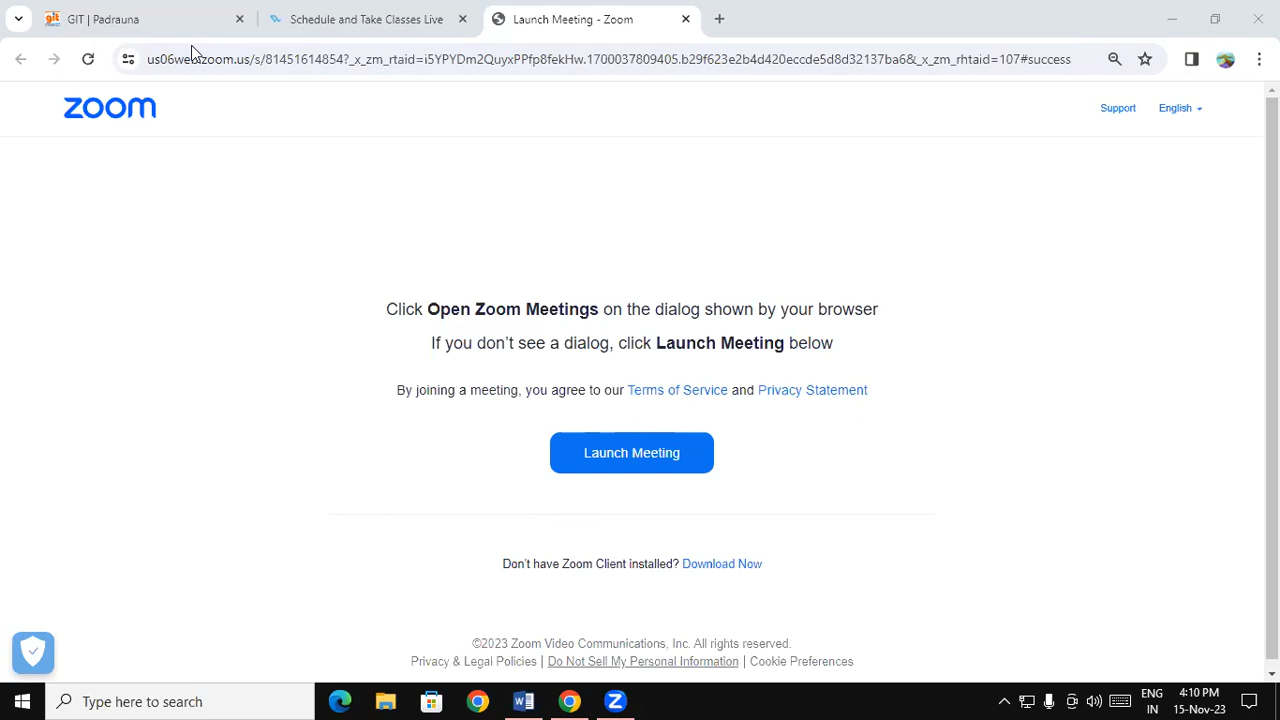 GIT | Padrauna
Schedule and Take Classes Live
Launch Meeting - Zoom
us06web.zoom.us/s/81451614854?_x_zm_rtaid=i5YPYDm2QuyxPPfp8fekHw.1700037809405.b29f623e2b4d420eccde5d8d32137ba6&_x_zm_rhtaid=107#success
zoom
Support
English
Click Open Zoom Meetings on the dialog shown by your browser
If you don't see a dialog, click Launch Meeting below
By joining a meeting, you agree to our Terms of Service and Privacy Statement
Launch Meeting
Don't have Zoom Client installed? Download Now
©2023 Zoom Video Communications, Inc. All rights reserved.
Privacy & Legal Policies | Do Not Sell My Personal Information | Cookie Preferences
Type here to search
ENG
IN
4:10 PM
15-Nov-23